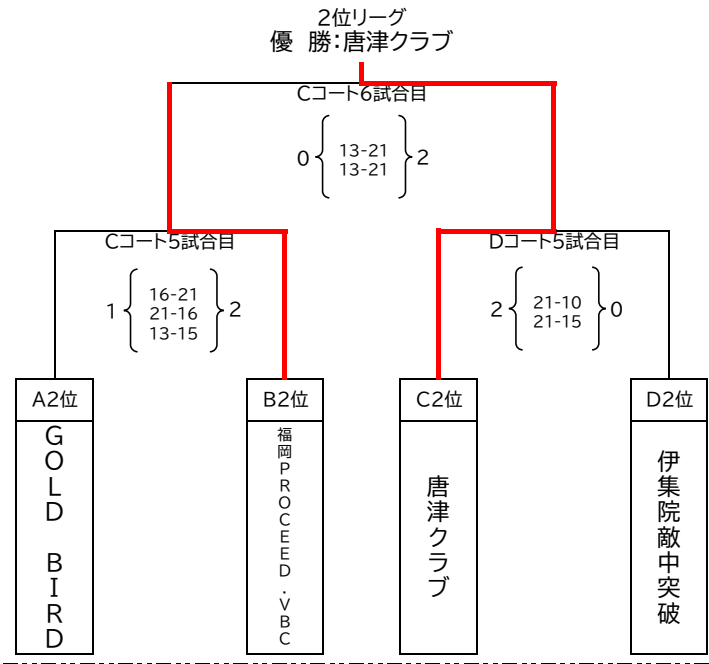 2位リーグ
優　勝：唐津クラブ
Cコート6試合目
0
13-21
13-21
2
Cコート5試合目
1
16-21
21-16
13-15
2
Dコート5試合目
2
21-10
21-15
0
A2位
B2位
C2位
D2位
GOLD　BIRD
福岡PROCEED.VBC
唐津クラブ
伊集院敵中突破